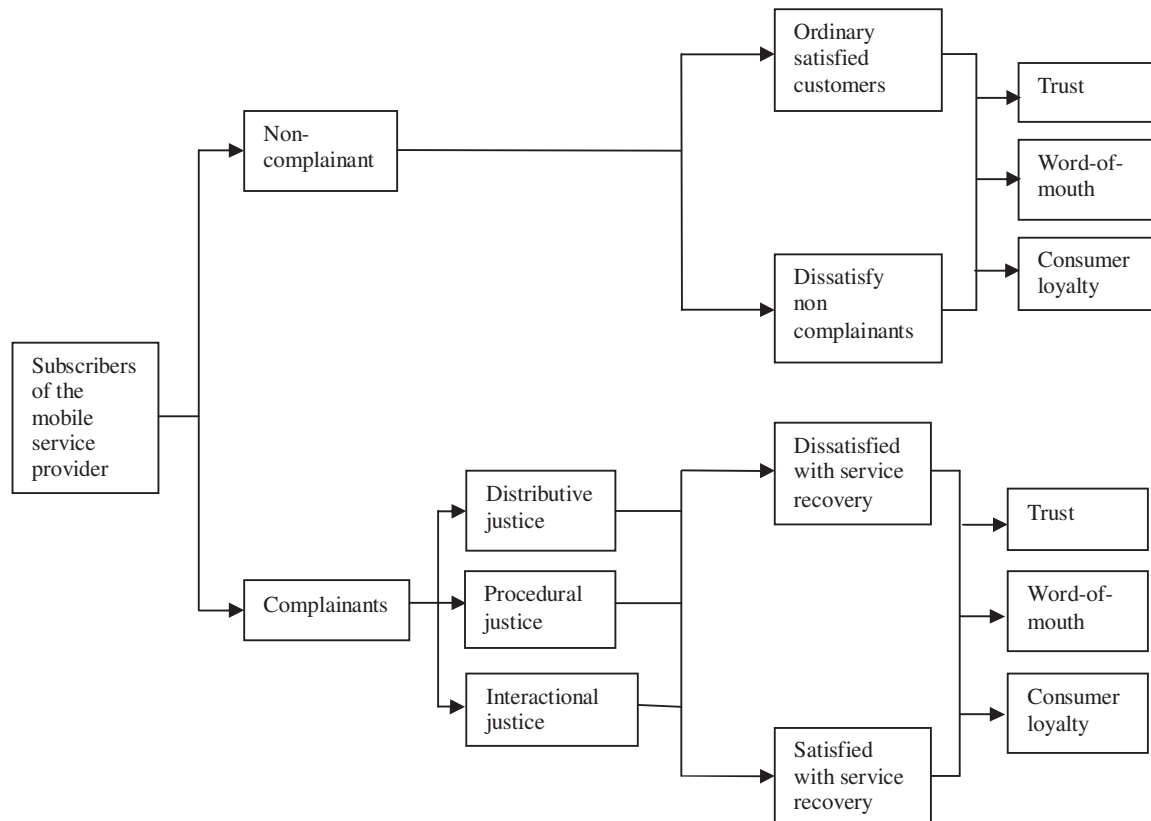 Ordinary
satisfied
customers
Trust
Non-
complainant
Word-of-
mouth
Consumer
loyalty
Dissatisfy
non
complainants
Subscribers
of the
mobile
service
provider
Dissatisfied
with service
recovery
Distributive
justice
Trust
Complainants
Procedural
justice
Word-of-
mouth
Interactional
justice
Consumer
loyalty
Satisfied
with service
recovery